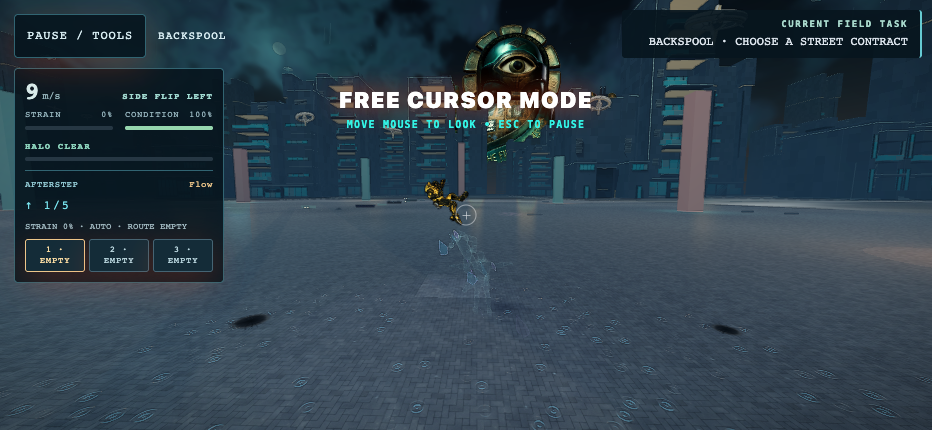 PAUSE / TOOLS
BACKSPOOL
CURRENT FIELD TASK
BACKSPOOL · CHOOSE A STREET CONTRACT
9 m/s
SIDE FLIP LEFT
STRAIN 0%
CONDITION 100%
HALO CLEAR
AFTERSTEP
Flow
↑ 1/5
STRAIN 0% · AUTO · ROUTE EMPTY
1 ·
EMPTY
2 ·
EMPTY
3 ·
EMPTY
FREE CURSOR MODE
MOVE MOUSE TO LOOK · ESC TO PAUSE